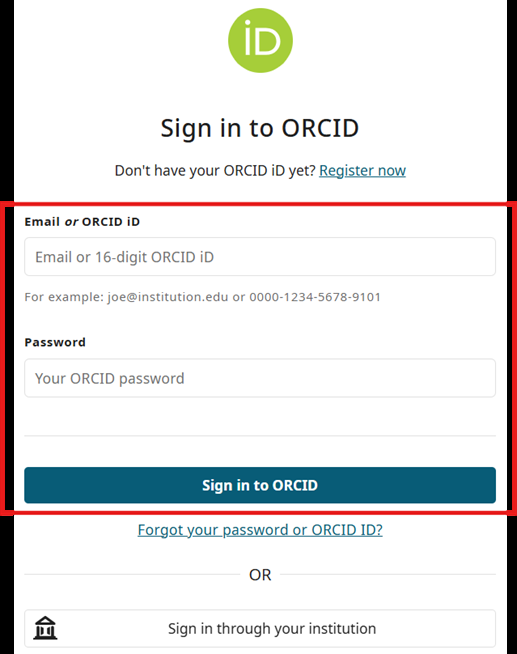 iD
Sign in to ORCID
Don't have your ORCID iD yet? Register now
Email or ORCID iD
Email or 16-digit ORCID iD
For example: joe@institution.edu or 0000-1234-5678-9101
Password
Your ORCID password
Sign in to ORCID
Forgot your password or ORCID ID?
OR
Sign in through your institution